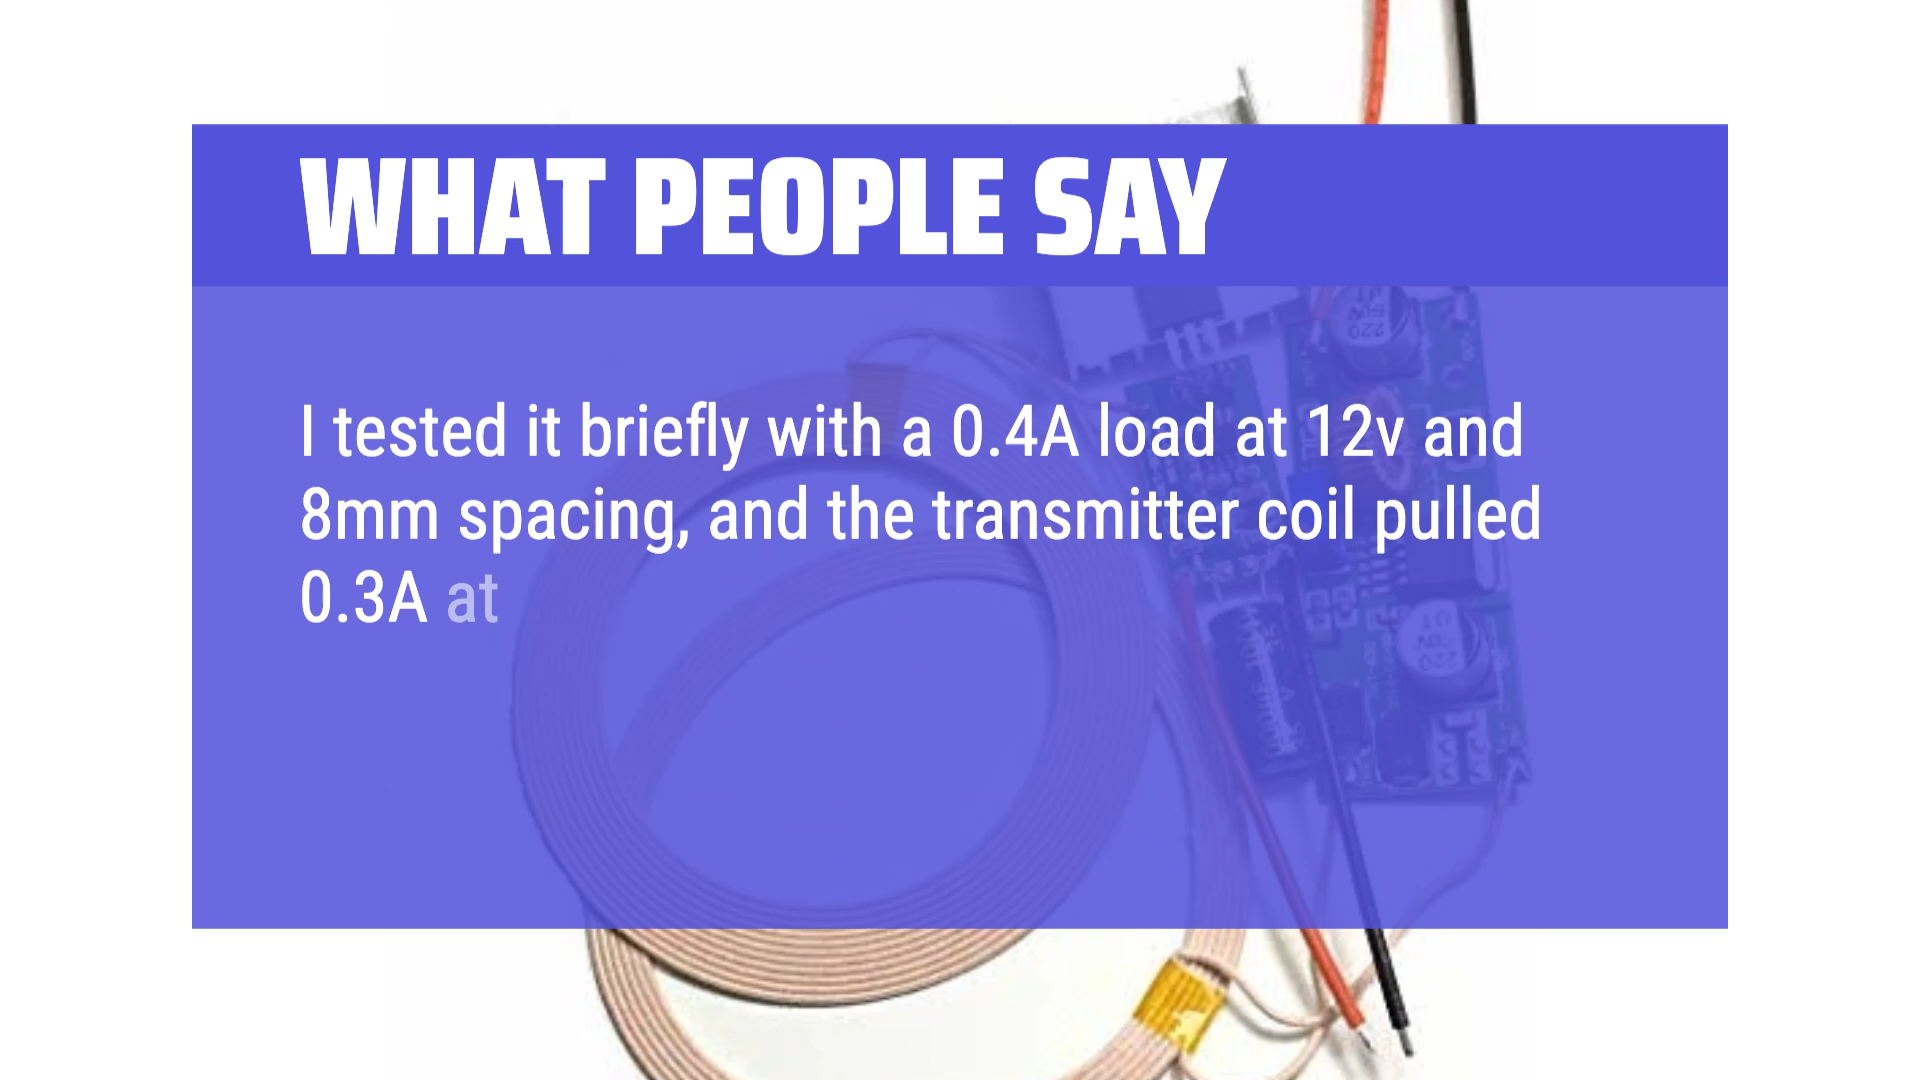 WHAT PEOPLE SAY
I tested it briefly with a 0.4A load at 12v and
8mm spacing, and the transmitter coil pulled
0.3A at
220